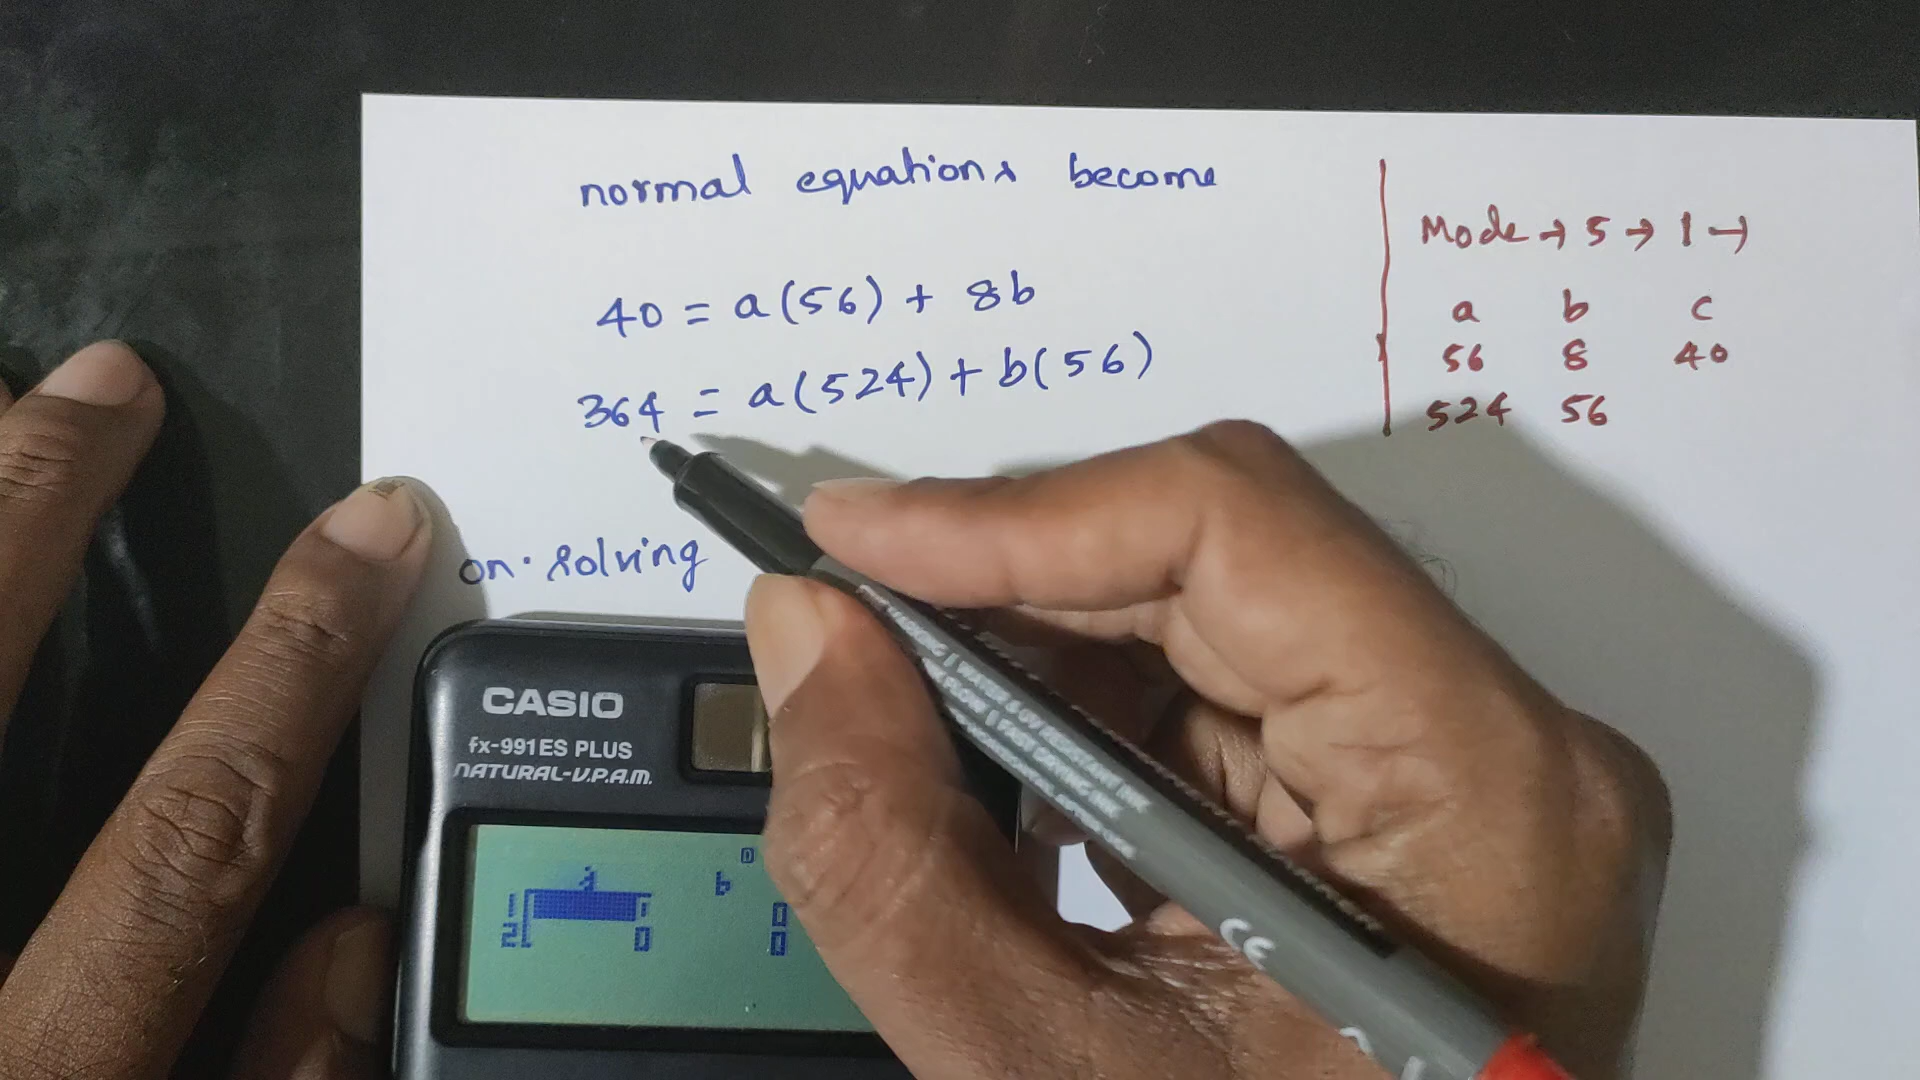 normal equations become
40 = a(56) + 8b
364 = a(524) + b(56)
on solving
Mode → 5 → 1 →
a b c
56 8 40
524 56
CASIO
fx-991ES PLUS
NATURAL-V.P.A.M.
b
CE